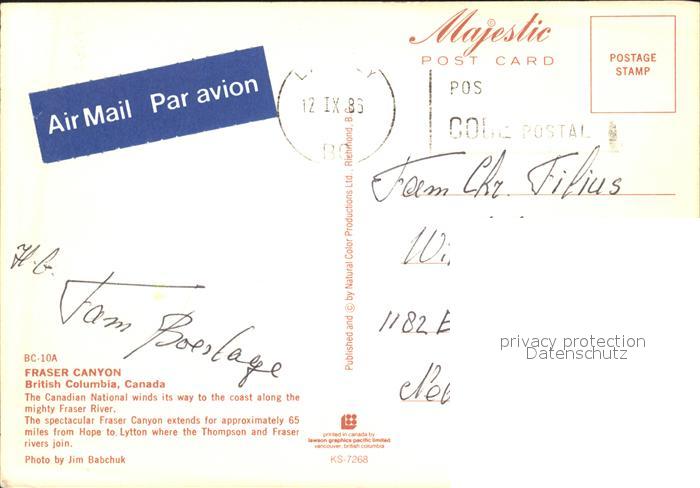 Majestic
POST CARD
POSTAGE
STAMP
Air Mail Par avion
12 IX 86
BC
POS
CODE POSTAL
Fam Chr. Filius
Wi
1182 E
Ne
H.G.
Fam Boerlage
privacy protection
Datenschutz
Published and © by Natural Color Productions Ltd., Richmond, B
BC-10A
FRASER CANYON
British Columbia, Canada
The Canadian National winds its way to the coast along the
mighty Fraser River.
The spectacular Fraser Canyon extends for approximately 65
miles from Hope to Lytton where the Thompson and Fraser
rivers join.
Photo by Jim Babchuk
printed in canada by
lawson graphics pacific limited
vancouver, british columbia
KS-7268